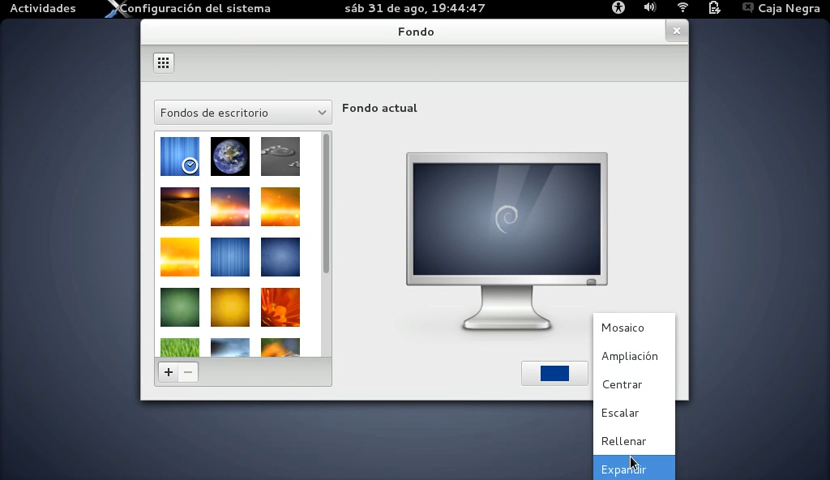 Actividades Configuración del sistema sáb 31 de ago, 19:44:47 Caja Negra
Fondo
Fondos de escritorio
Fondo actual
Mosaico
Ampliación
Centrar
Escalar
Rellenar
Expandir